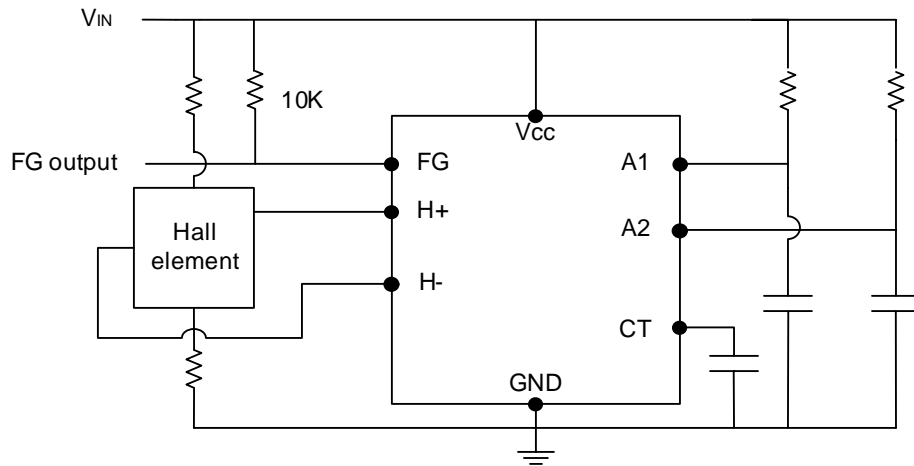 VIN
10K
Vcc
FG output
FG
A1
H+
A2
Hall
element
H-
CT
GND